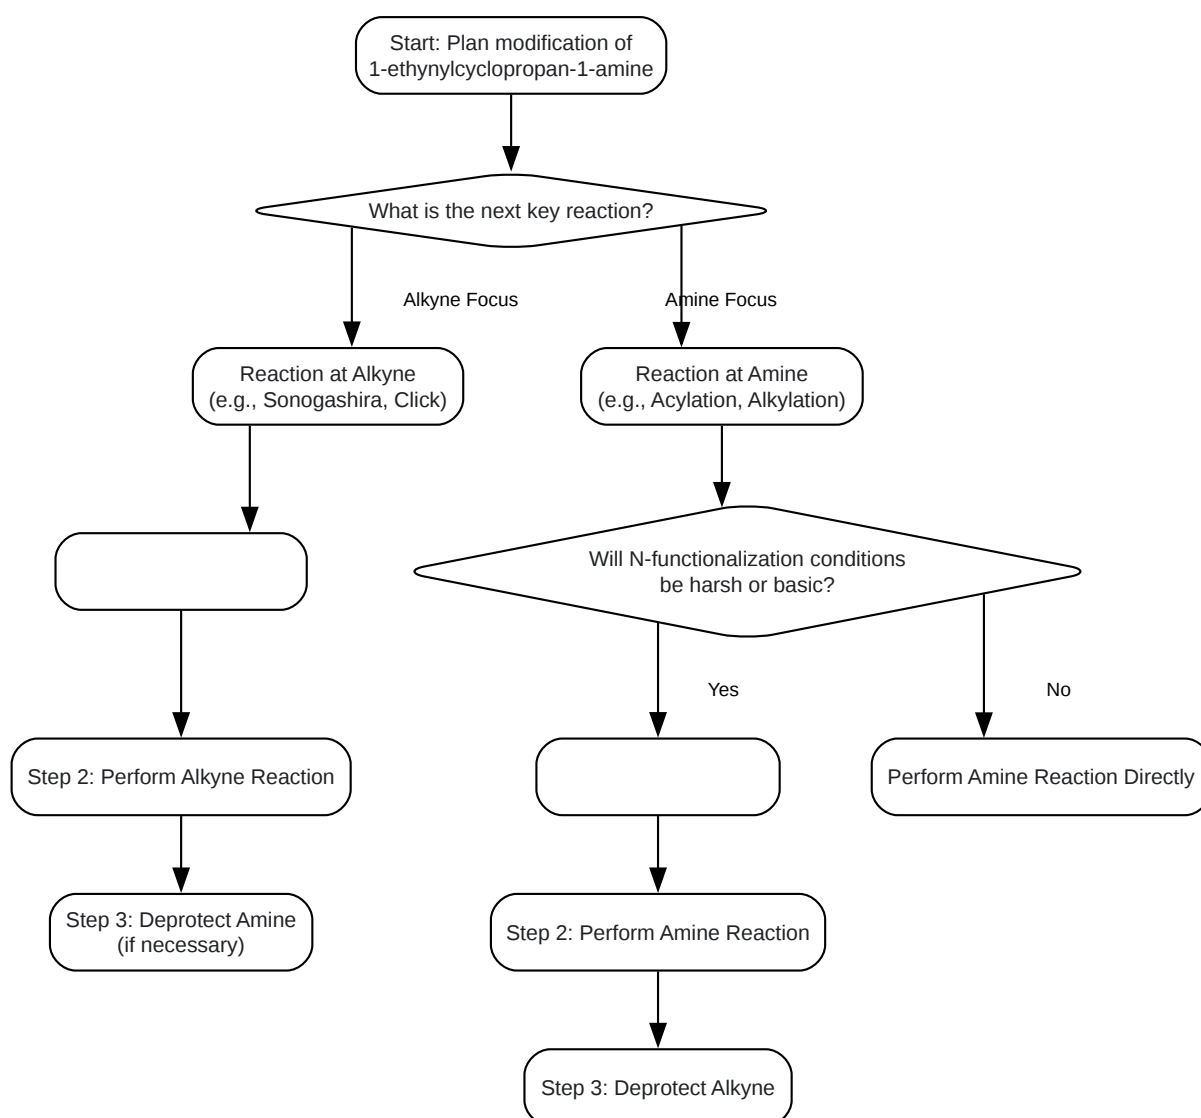 Start: Plan modification of
1-ethynylcyclopropan-1-amine
What is the next key reaction?
Alkyne Focus
Amine Focus
Reaction at Alkyne
(e.g., Sonogashira, Click)
Reaction at Amine
(e.g., Acylation, Alkylation)
Will N-functionalization conditions
be harsh or basic?
Yes
No
Step 2: Perform Alkyne Reaction
Perform Amine Reaction Directly
Step 3: Deprotect Amine
(if necessary)
Step 2: Perform Amine Reaction
Step 3: Deprotect Alkyne